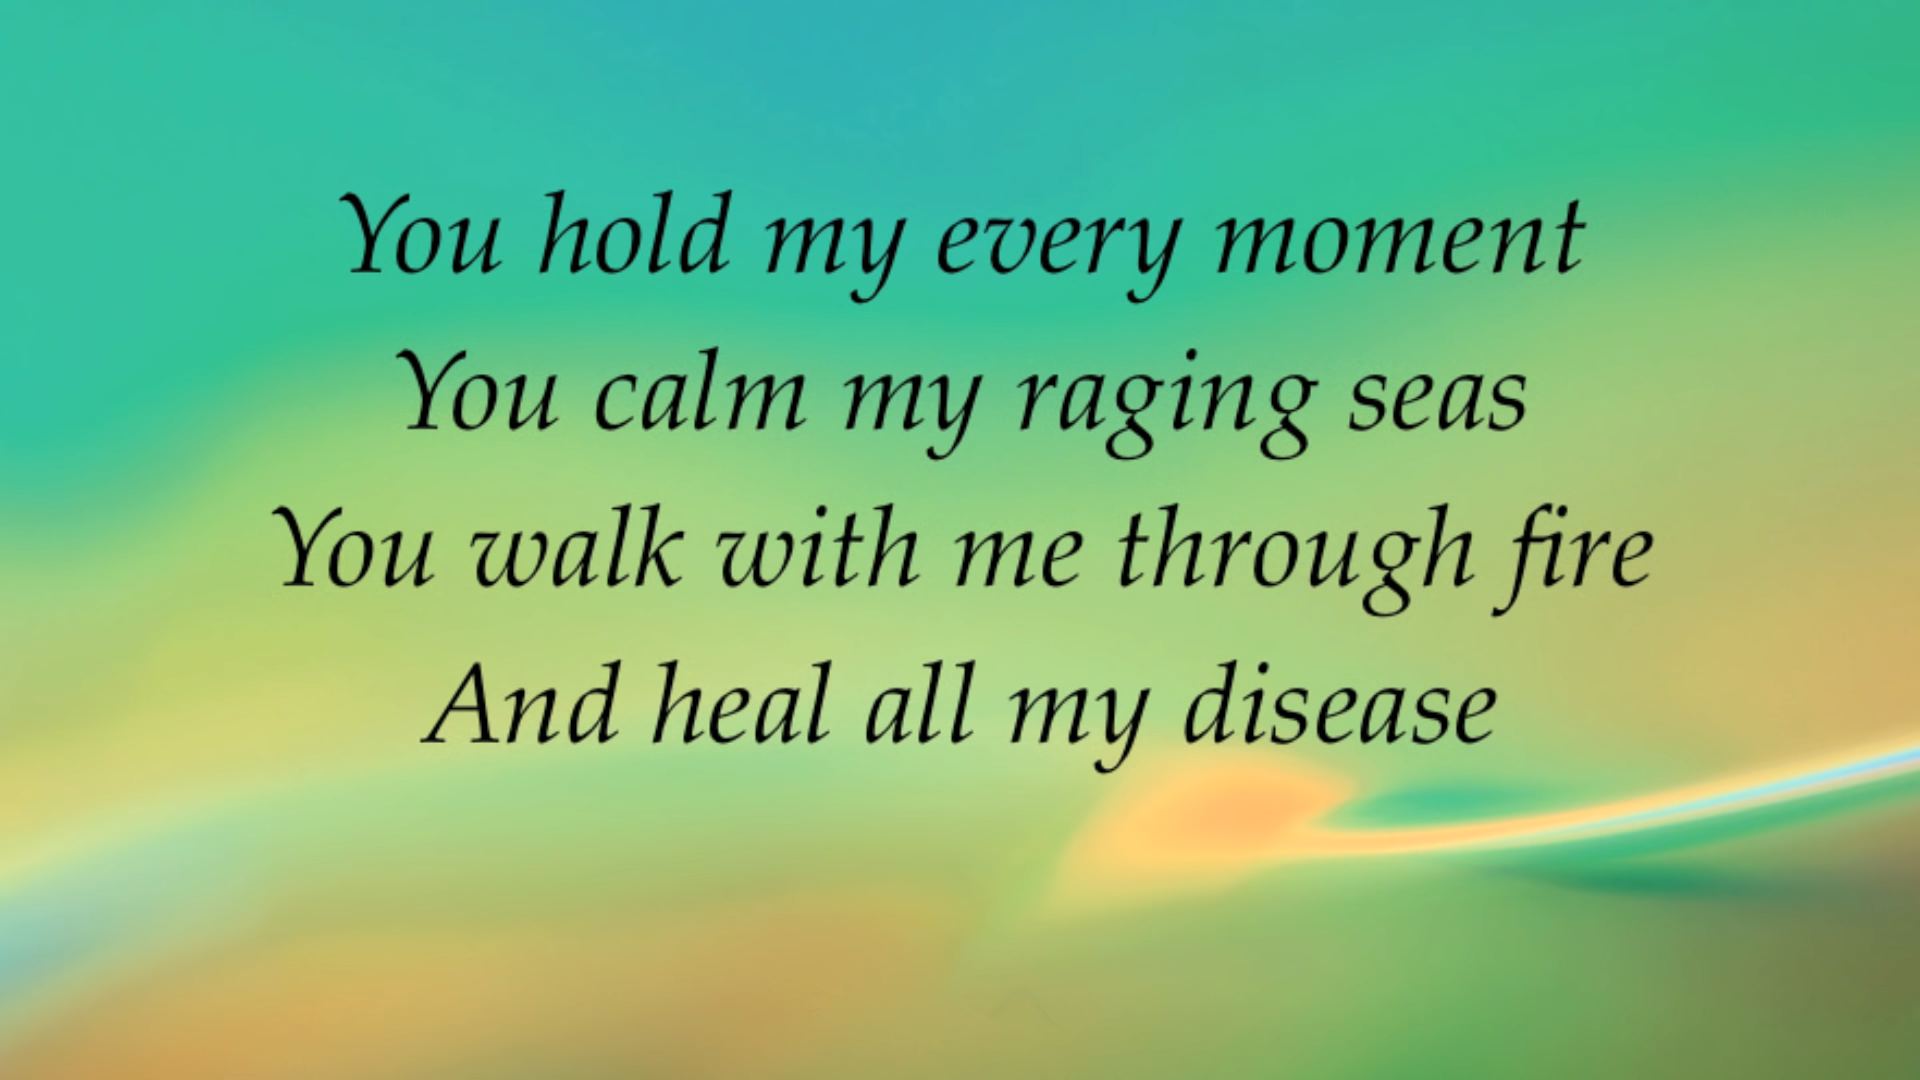 You hold my every moment
You calm my raging seas
You walk with me through fire
And heal all my disease